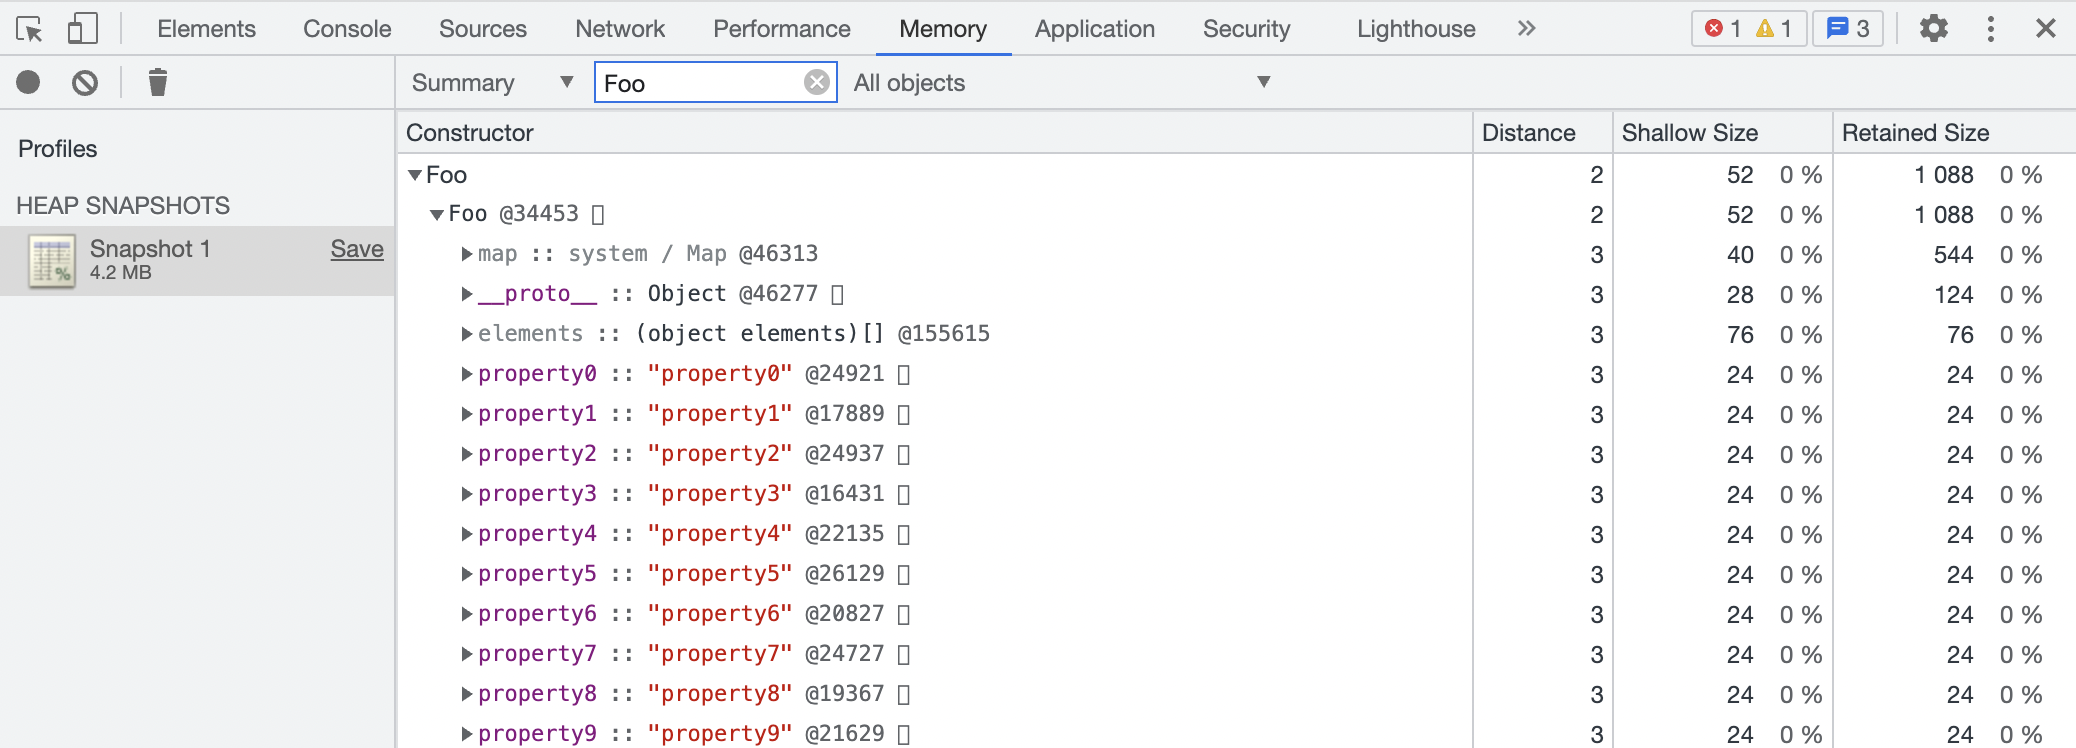 Elements Console Sources Network Performance Memory Application Security Lighthouse 1 1 3
Summary Foo All objects
Profiles
HEAP SNAPSHOTS
Snapshot 1 Save
4.2 MB
Constructor Distance Shallow Size Retained Size
Foo 2 52 0 % 1 088 0 %
Foo @34453 2 52 0 % 1 088 0 %
map :: system / Map @46313 3 40 0 % 544 0 %
__proto__ :: Object @46277 3 28 0 % 124 0 %
elements :: (object elements)[] @155615 3 76 0 % 76 0 %
property0 :: "property0" @24921 3 24 0 % 24 0 %
property1 :: "property1" @17889 3 24 0 % 24 0 %
property2 :: "property2" @24937 3 24 0 % 24 0 %
property3 :: "property3" @16431 3 24 0 % 24 0 %
property4 :: "property4" @22135 3 24 0 % 24 0 %
property5 :: "property5" @26129 3 24 0 % 24 0 %
property6 :: "property6" @20827 3 24 0 % 24 0 %
property7 :: "property7" @24727 3 24 0 % 24 0 %
property8 :: "property8" @19367 3 24 0 % 24 0 %
property9 :: "property9" @21629 3 24 0 % 24 0 %